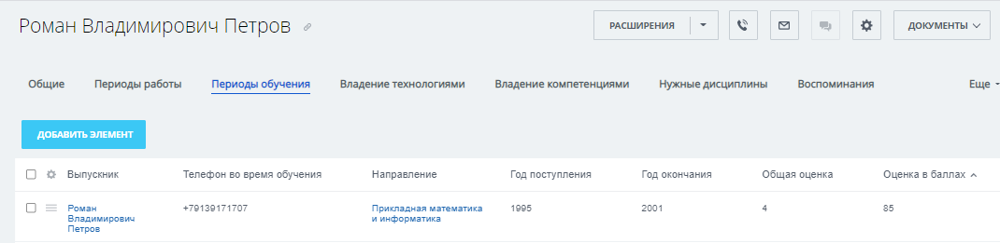 Роман Владимирович Петров
РАСШИРЕНИЯ
ДОКУМЕНТЫ
Общие Периоды работы Периоды обучения Владение технологиями Владение компетенциями Нужные дисциплины Воспоминания Еще
ДОБАВИТЬ ЭЛЕМЕНТ
Выпускник Телефон во время обучения Направление Год поступления Год окончания Общая оценка Оценка в баллах
Роман +79139171707 Прикладная математика 1995 2001 4 85
Владимирович и информатика
Петров